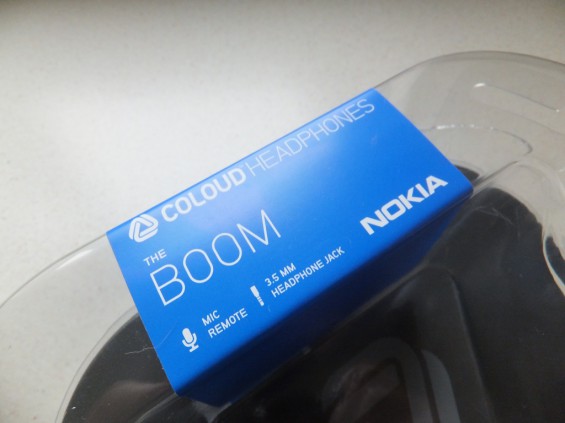 COLOUD HEADPHONES
THE
BOOM
NOKIA
MIC
REMOTE
3.5 MM
HEADPHONE JACK